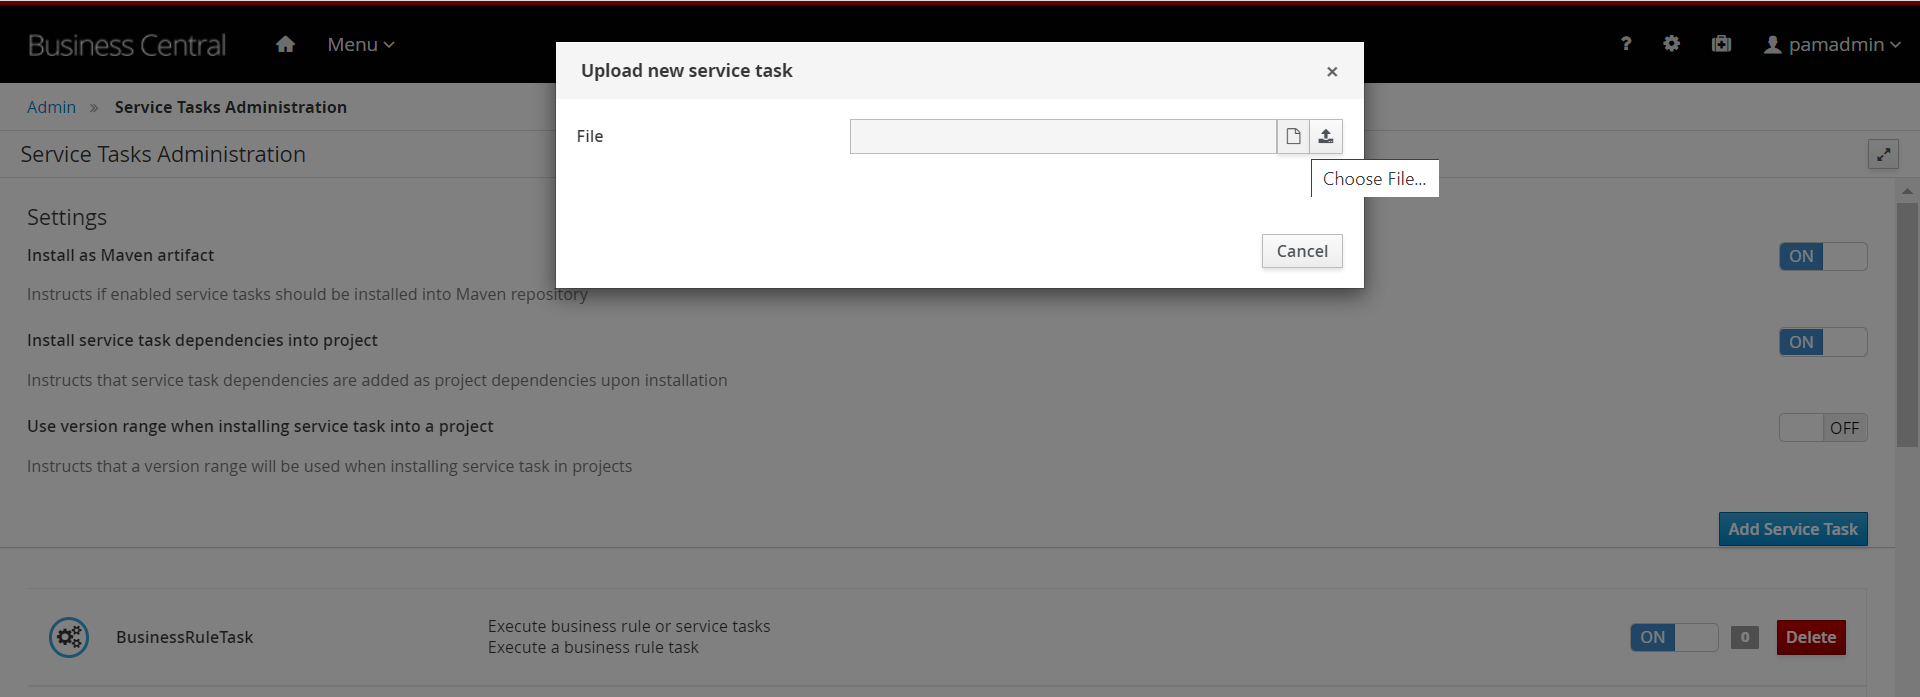 Business Central
Menu
?
pamadmin
Upload new service task
×
Admin » Service Tasks Administration
File
Choose File...
Service Tasks Administration
Cancel
Settings
Install as Maven artifact
ON
Instructs if enabled service tasks should be installed into Maven repository
Install service task dependencies into project
ON
Instructs that service task dependencies are added as project dependencies upon installation
Use version range when installing service task into a project
OFF
Instructs that a version range will be used when installing service task in projects
Add Service Task
BusinessRuleTask
Execute business rule or service tasks
Execute a business rule task
ON
0
Delete